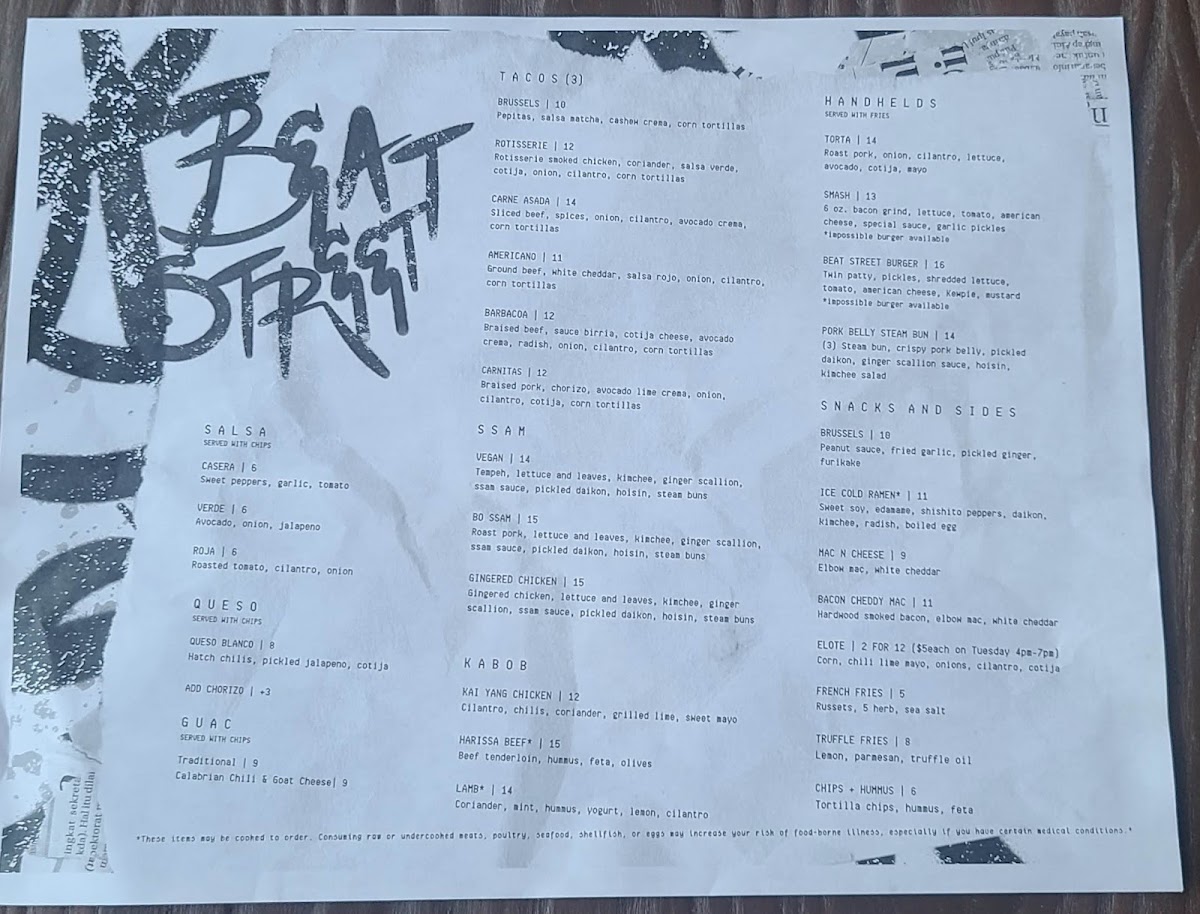 BEAT
STREET
SALSA
SERVED WITH CHIPS
CASERA | 6
Sweet peppers, garlic, tomato
VERDE | 6
Avocado, onion, jalapeno
ROJA | 6
Roasted tomato, cilantro, onion
QUESO
SERVED WITH CHIPS
QUESO BLANCO | 8
Hatch chilis, pickled jalapeno, cotija
ADD CHORIZO | +3
GUAC
SERVED WITH CHIPS
Traditional | 9
Calabrian Chili & Goat Cheese| 9
TACOS (3)
BRUSSELS | 10
Pepitas, salsa matcha, cashew crema, corn tortillas
ROTISSERIE | 12
Rotisserie smoked chicken, coriander, salsa verde,
cotija, onion, cilantro, corn tortillas
CARNE ASADA | 14
Sliced beef, spices, onion, cilantro, avocado crema,
corn tortillas
AMERICANO | 11
Ground beef, white cheddar, salsa rojo, onion, cilantro,
corn tortillas
BARBACOA | 12
Braised beef, sauce birria, cotija cheese, avocado
crema, radish, onion, cilantro, corn tortillas
CARNITAS | 12
Braised pork, chorizo, avocado lime crema, onion,
cilantro, cotija, corn tortillas
SSAM
VEGAN | 14
Tempeh, lettuce and leaves, kimchee, ginger scallion,
ssam sauce, pickled daikon, hoisin, steam buns
BO SSAM | 15
Roast pork, lettuce and leaves, kimchee, ginger scallion,
ssam sauce, pickled daikon, hoisin, steam buns
GINGERED CHICKEN | 15
Gingered chicken, lettuce and leaves, kimchee, ginger
scallion, ssam sauce, pickled daikon, hoisin, steam buns
KABOB
KAI YANG CHICKEN | 12
Cilantro, chilis, coriander, grilled lime, sweet mayo
HARISSA BEEF* | 15
Beef tenderloin, hummus, feta, olives
LAMB* | 14
Coriander, mint, hummus, yogurt, lemon, cilantro
HANDHELDS
SERVED WITH FRIES
TORTA | 14
Roast pork, onion, cilantro, lettuce,
avocado, cotija, mayo
SMASH | 13
6 oz. bacon grind, lettuce, tomato, american
cheese, special sauce, garlic pickles
*impossible burger available
BEAT STREET BURGER | 16
Twin patty, pickles, shredded lettuce,
tomato, american cheese, Kewpie, mustard
*impossible burger available
PORK BELLY STEAM BUN | 14
(3) Steam bun, crispy pork belly, pickled
daikon, ginger scallion sauce, hoisin,
kimchee salad
SNACKS AND SIDES
BRUSSELS | 10
Peanut sauce, fried garlic, pickled ginger,
furikake
ICE COLD RAMEN* | 11
Sweet soy, edamame, shishito peppers, daikon,
kimchee, radish, boiled egg
MAC N CHEESE | 9
Elbow mac, white cheddar
BACON CHEDDY MAC | 11
Hardwood smoked bacon, elbow mac, white cheddar
ELOTE | 2 FOR 12 ($5each on Tuesday 4pm-7pm)
Corn, chili lime mayo, onions, cilantro, cotija
FRENCH FRIES | 5
Russets, 5 herb, sea salt
TRUFFLE FRIES | 8
Lemon, parmesan, truffle oil
CHIPS + HUMMUS | 6
Tortilla chips, hummus, feta
*These items may be cooked to order. Consuming raw or undercooked meats, poultry, seafood, shellfish, or eggs may increase your risk of food-borne illness, especially if you have certain medical conditions.*